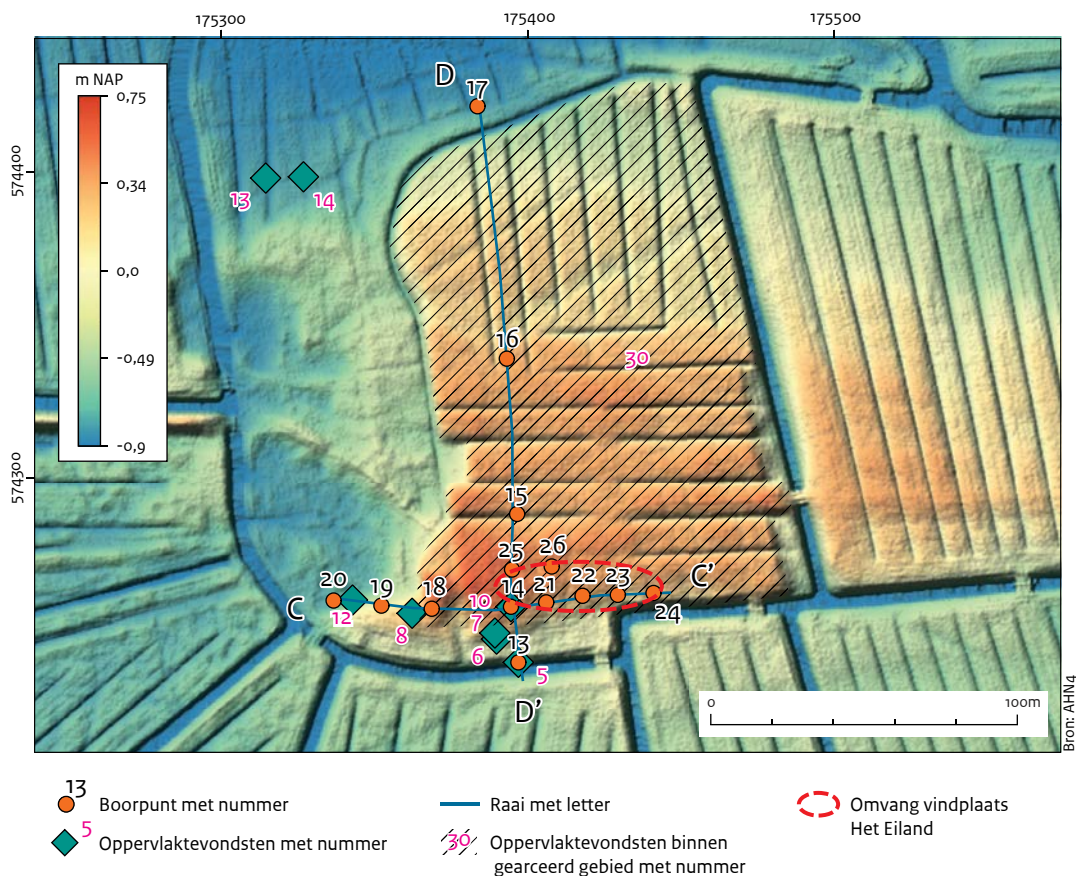 175300
175400
175500
574400
574300
m NAP
0,75
0,34
0,0
-0,49
-0,9
D
17
13
14
16
30
15
25
26
20
19
18
10
14
21
22
23
C'
C
12
8
7
24
6
13
5
D'
0
100m
Bron: AHN4
13
Boorpunt met nummer
5
Oppervlaktevondsten met nummer
Raai met letter
30
Oppervlaktevondsten binnen
gearceerd gebied met nummer
Omvang vindplaats
Het Eiland